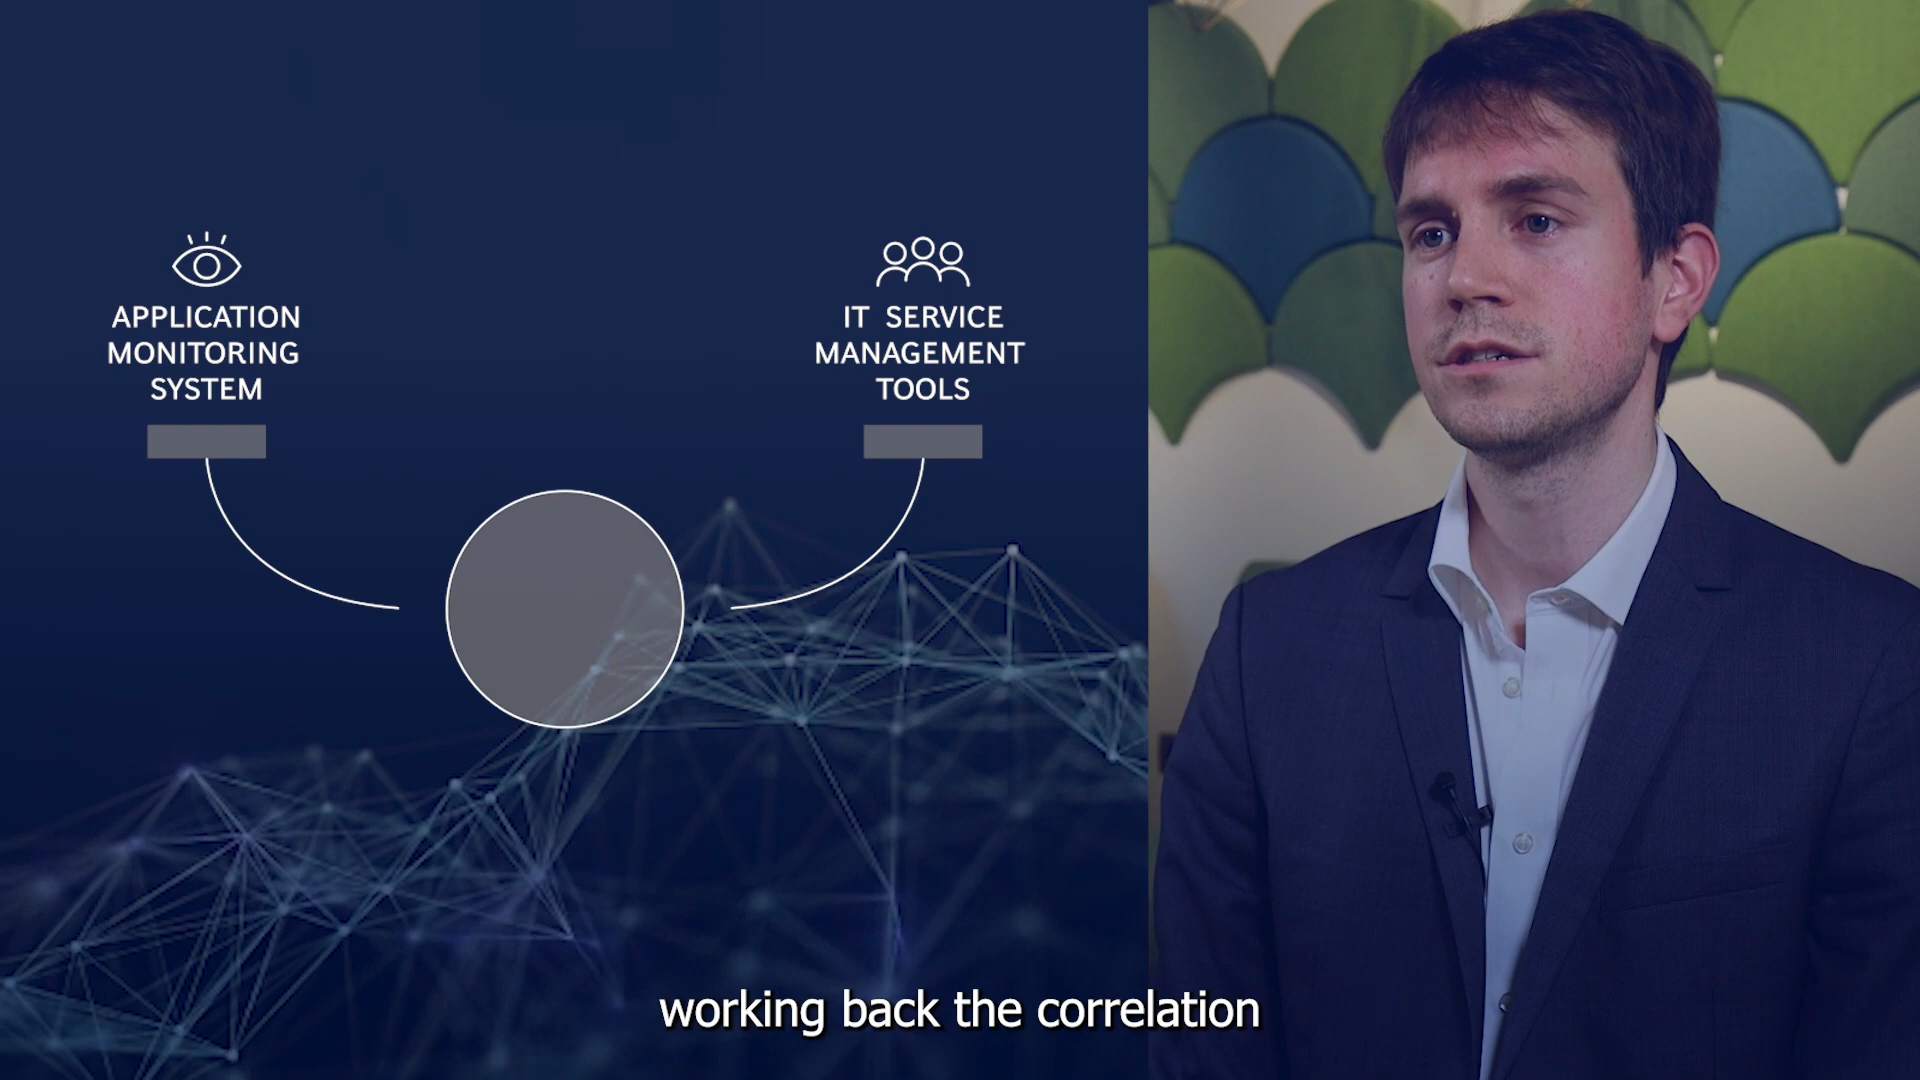 APPLICATION
MONITORING
SYSTEM
IT SERVICE
MANAGEMENT
TOOLS
working back the correlation